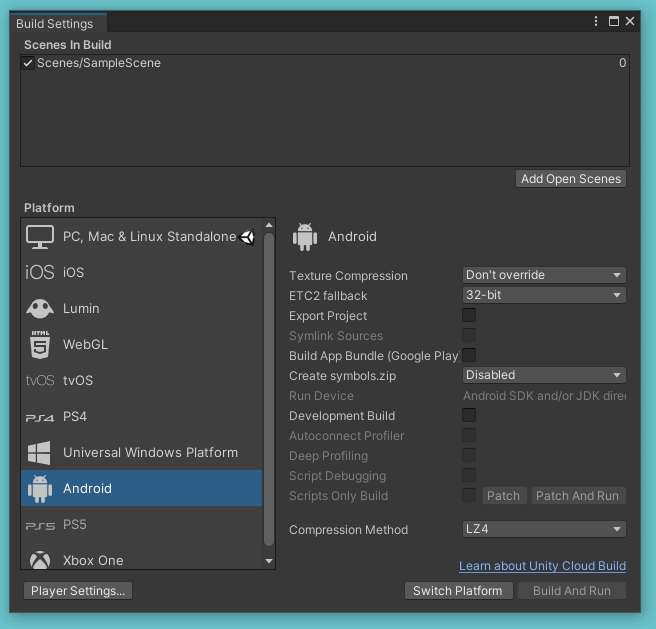 Build Settings
Scenes In Build
Scenes/SampleScene 0
Add Open Scenes
Platform
PC, Mac & Linux Standalone
iOS iOS
Lumin
HTML 5 WebGL
tvOS tvOS
PS4 PS4
Universal Windows Platform
Android
PS5 PS5
Xbox One
Android
Texture Compression Don't override
ETC2 fallback 32-bit
Export Project
Symlink Sources
Build App Bundle (Google Play
Create symbols.zip Disabled
Run Device Android SDK and/or JDK dire
Development Build
Autoconnect Profiler
Deep Profiling
Script Debugging
Scripts Only Build Patch Patch And Run
Compression Method LZ4
Learn about Unity Cloud Build
Player Settings... Switch Platform Build And Run